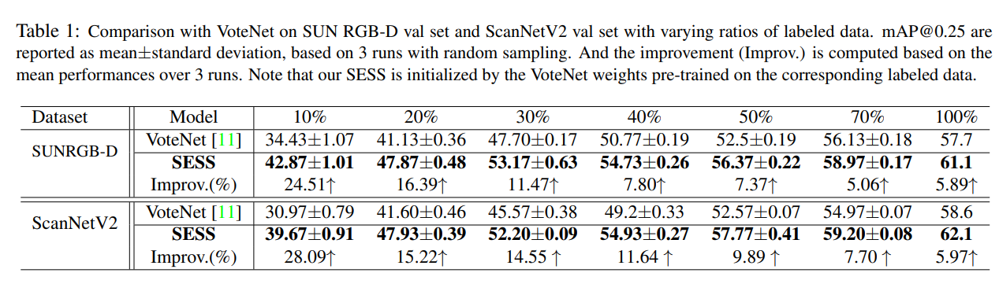 Table 1: Comparison with VoteNet on SUN RGB-D val set and ScanNetV2 val set with varying ratios of labeled data. mAP@0.25 are
reported as mean±standard deviation, based on 3 runs with random sampling. And the improvement (Improv.) is computed based on the
mean performances over 3 runs. Note that our SESS is initialized by the VoteNet weights pre-trained on the corresponding labeled data.
Dataset Model 10% 20% 30% 40% 50% 70% 100%
SUNRGB-D VoteNet [11] 34.43±1.07 41.13±0.36 47.70±0.17 50.77±0.19 52.5±0.19 56.13±0.18 57.7
SESS 42.87±1.01 47.87±0.48 53.17±0.63 54.73±0.26 56.37±0.22 58.97±0.17 61.1
Improv.(%) 24.51↑ 16.39↑ 11.47↑ 7.80↑ 7.37↑ 5.06↑ 5.89↑
ScanNetV2 VoteNet [11] 30.97±0.79 41.60±0.46 45.57±0.38 49.2±0.33 52.57±0.07 54.97±0.07 58.6
SESS 39.67±0.91 47.93±0.39 52.20±0.09 54.93±0.27 57.77±0.41 59.20±0.08 62.1
Improv.(%) 28.09↑ 15.22↑ 14.55 ↑ 11.64 ↑ 9.89 ↑ 7.70 ↑ 5.97↑